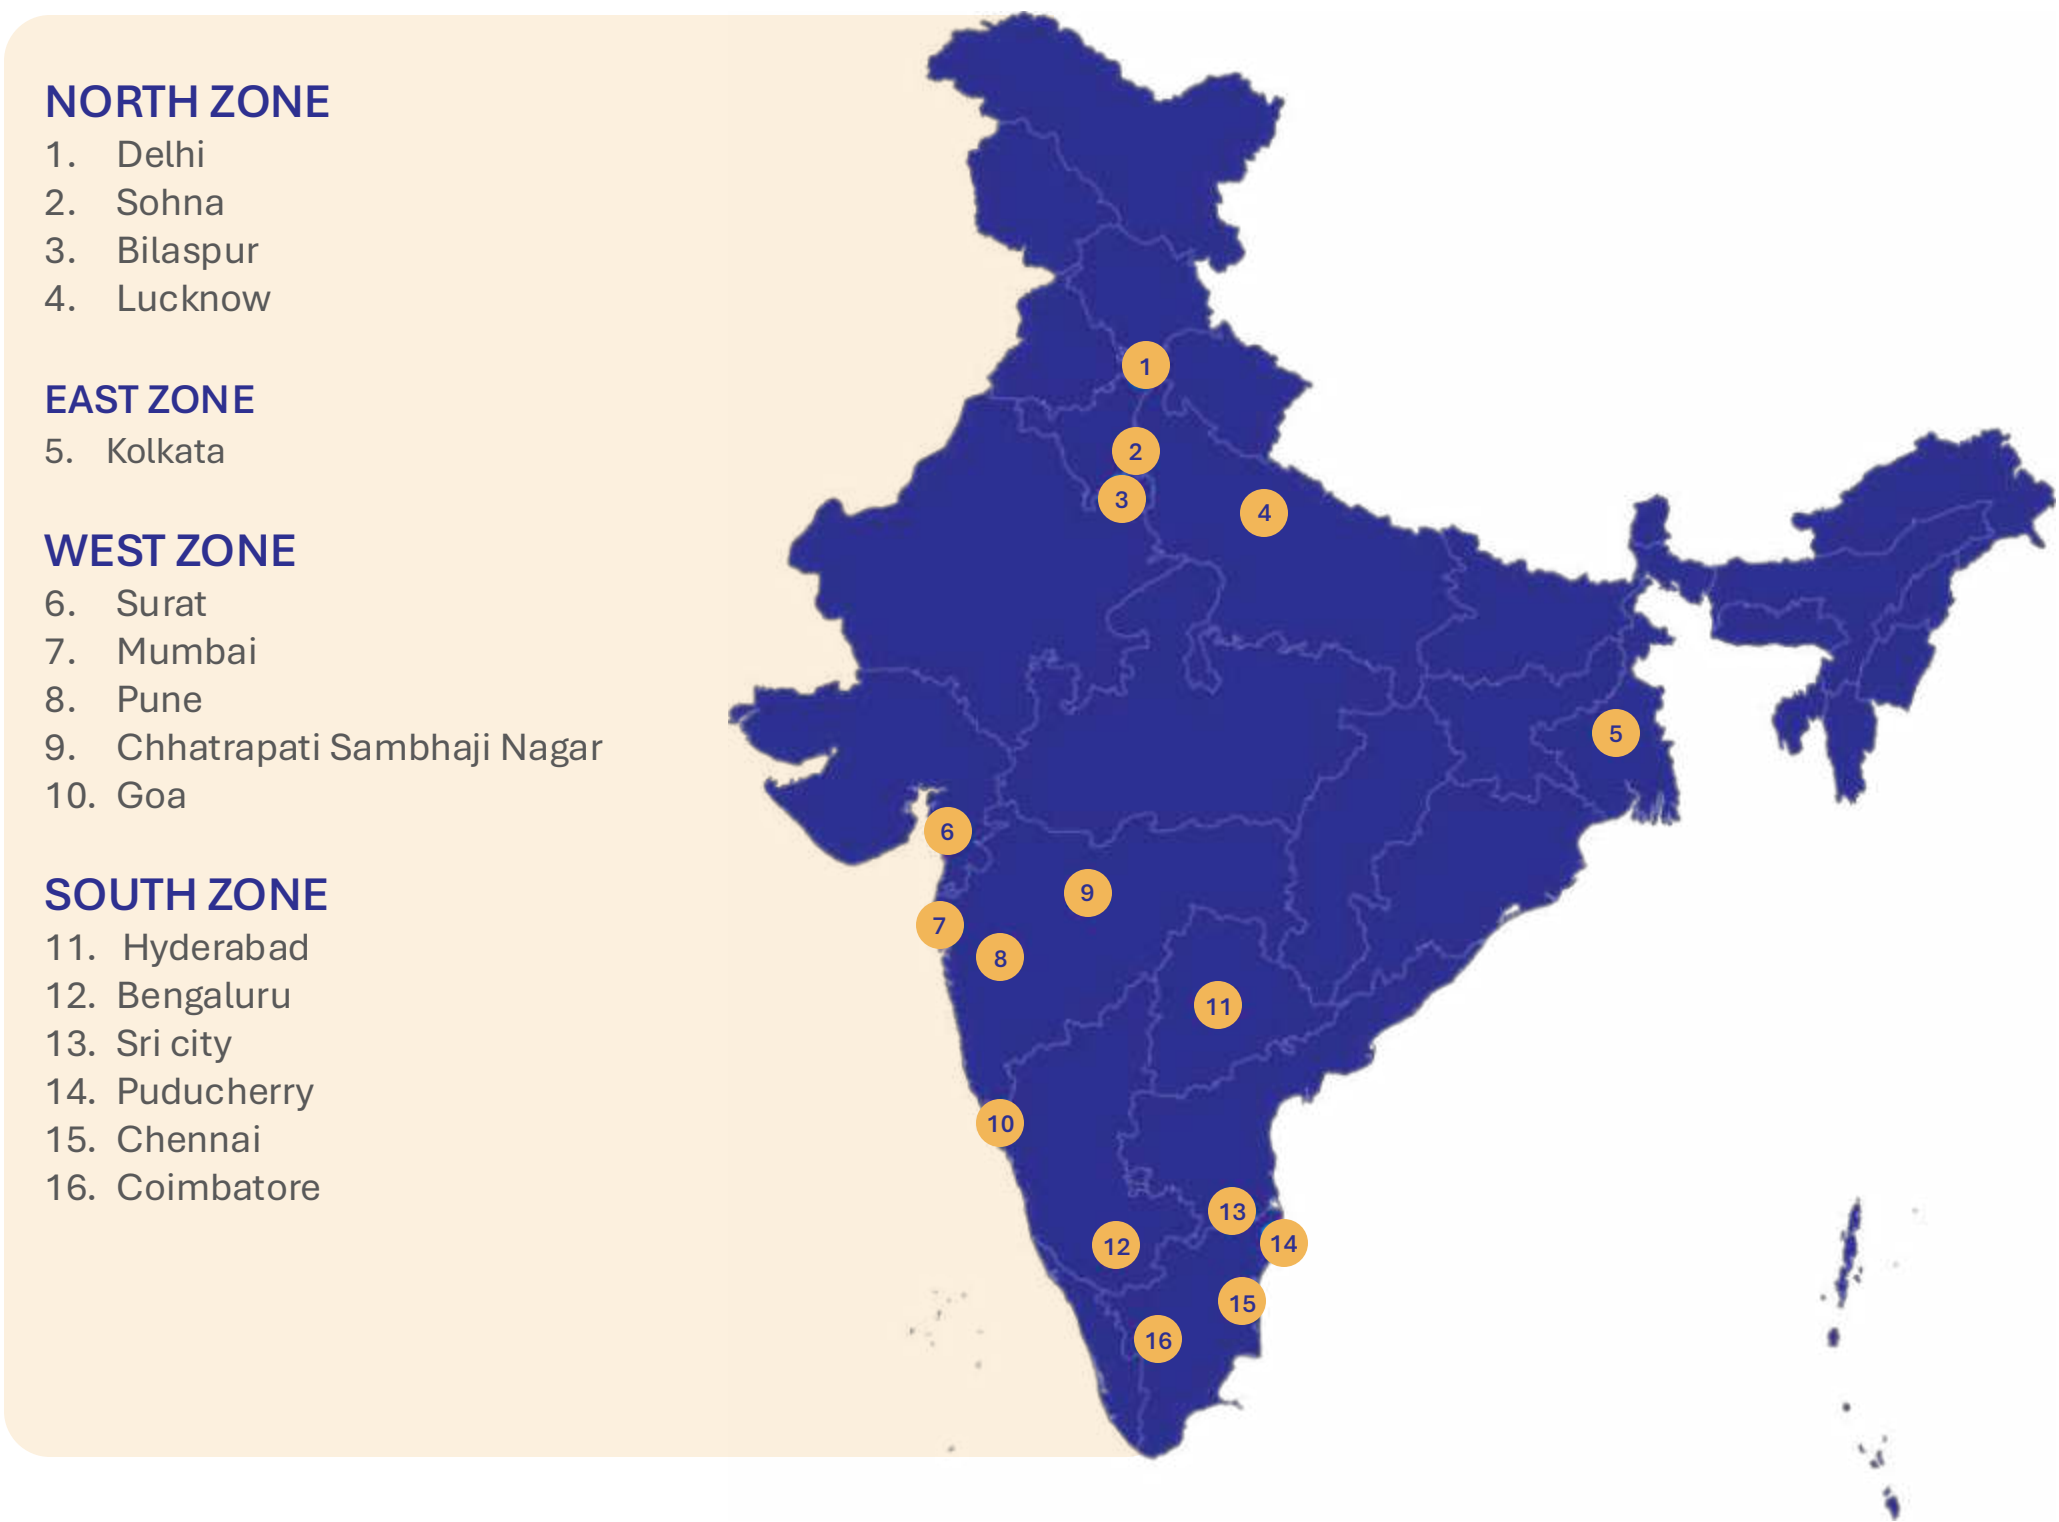 NORTH ZONE
1. Delhi
2. Sohna
3. Bilaspur
4. Lucknow
EAST ZONE
5. Kolkata
WEST ZONE
6. Surat
7. Mumbai
8. Pune
9. Chhatrapati Sambhaji Nagar
10. Goa
SOUTH ZONE
11. Hyderabad
12. Bengaluru
13. Sri city
14. Puducherry
15. Chennai
16. Coimbatore
1
2
3
4
5
6
9
7
8
11
10
13
12
14
15
16